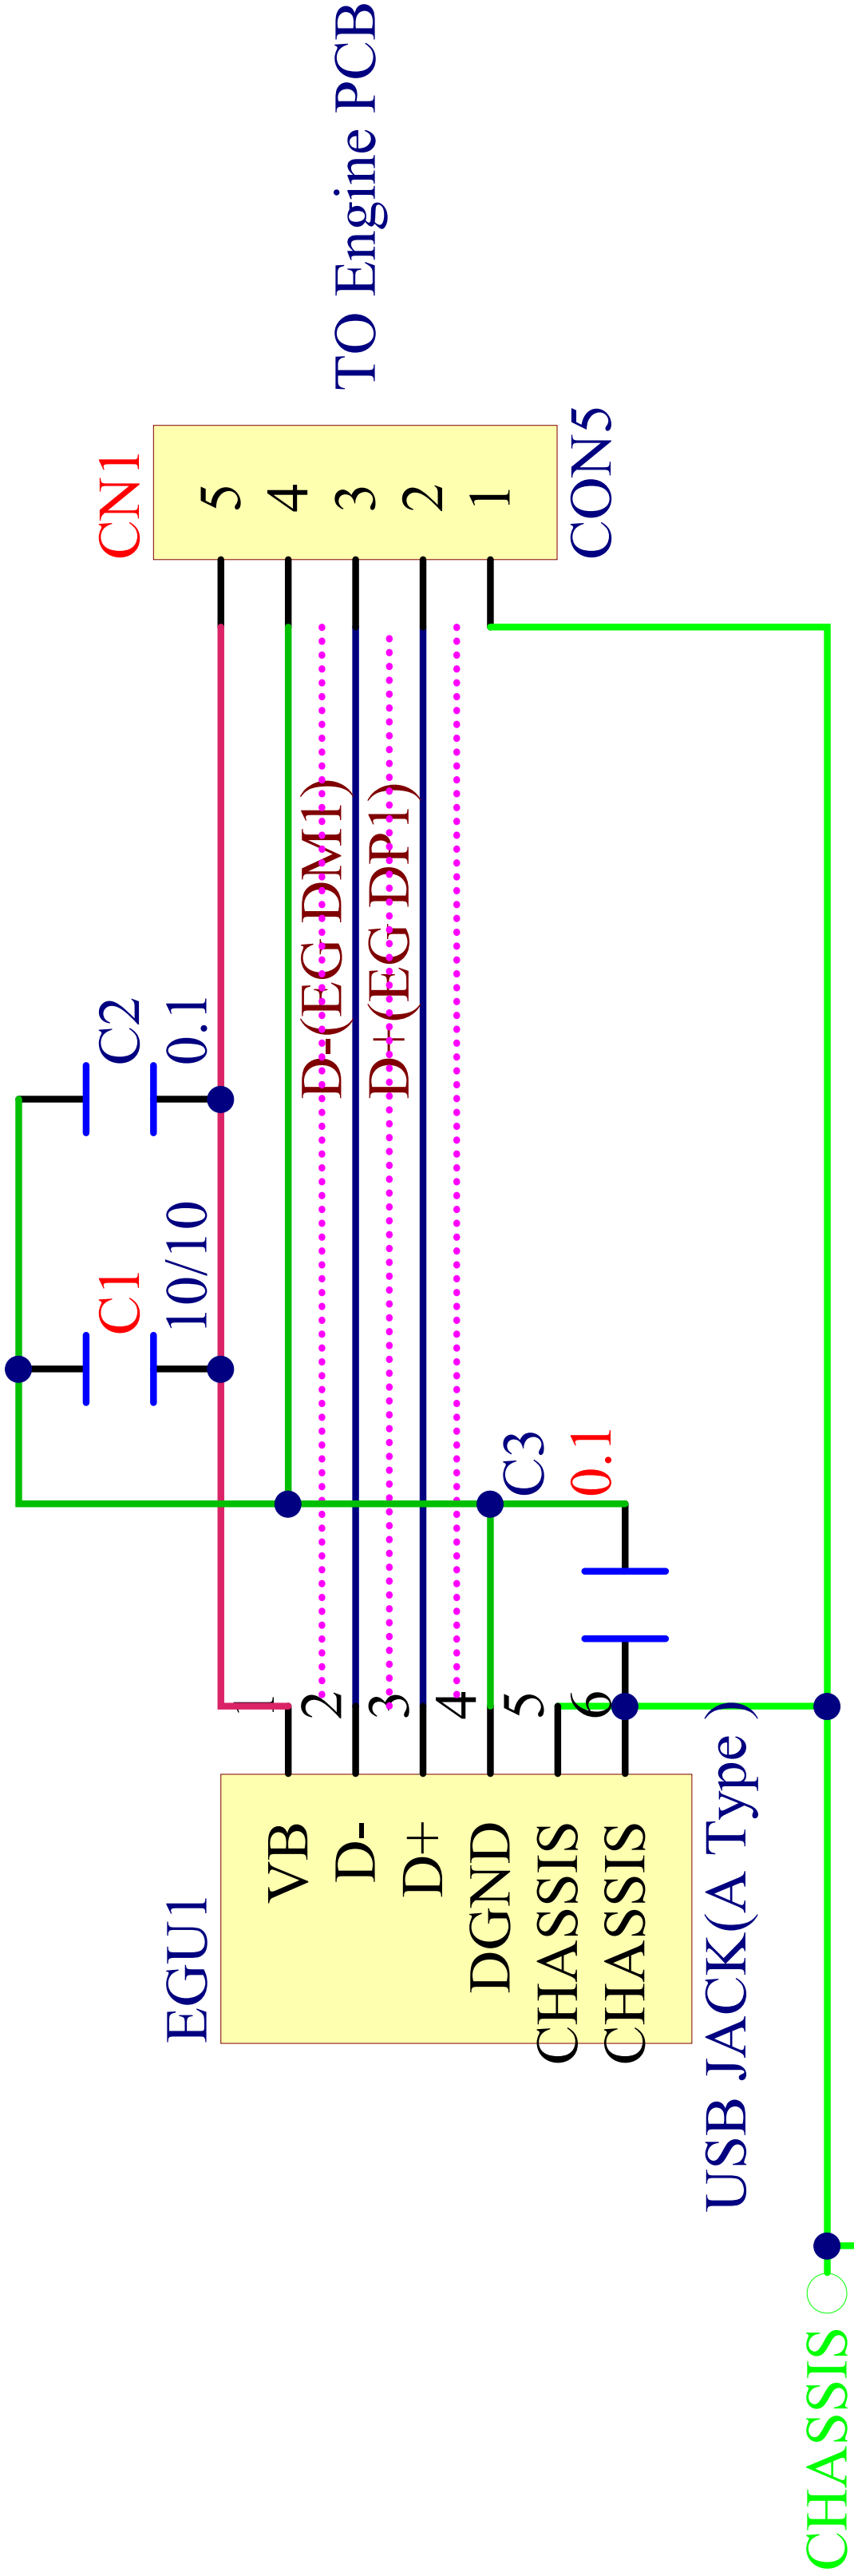 TO Engine PCB
CN1
5
4
3
2
1
CON5
C2
0.1
C1
10/10
D-(EG DM1)
D+(EG DP1)
C3
0.1
1
2
3
4
5
6
EGU1
VB
D-
D+
DGND
CHASSIS
CHASSIS
USB JACK(A Type )
CHASSIS